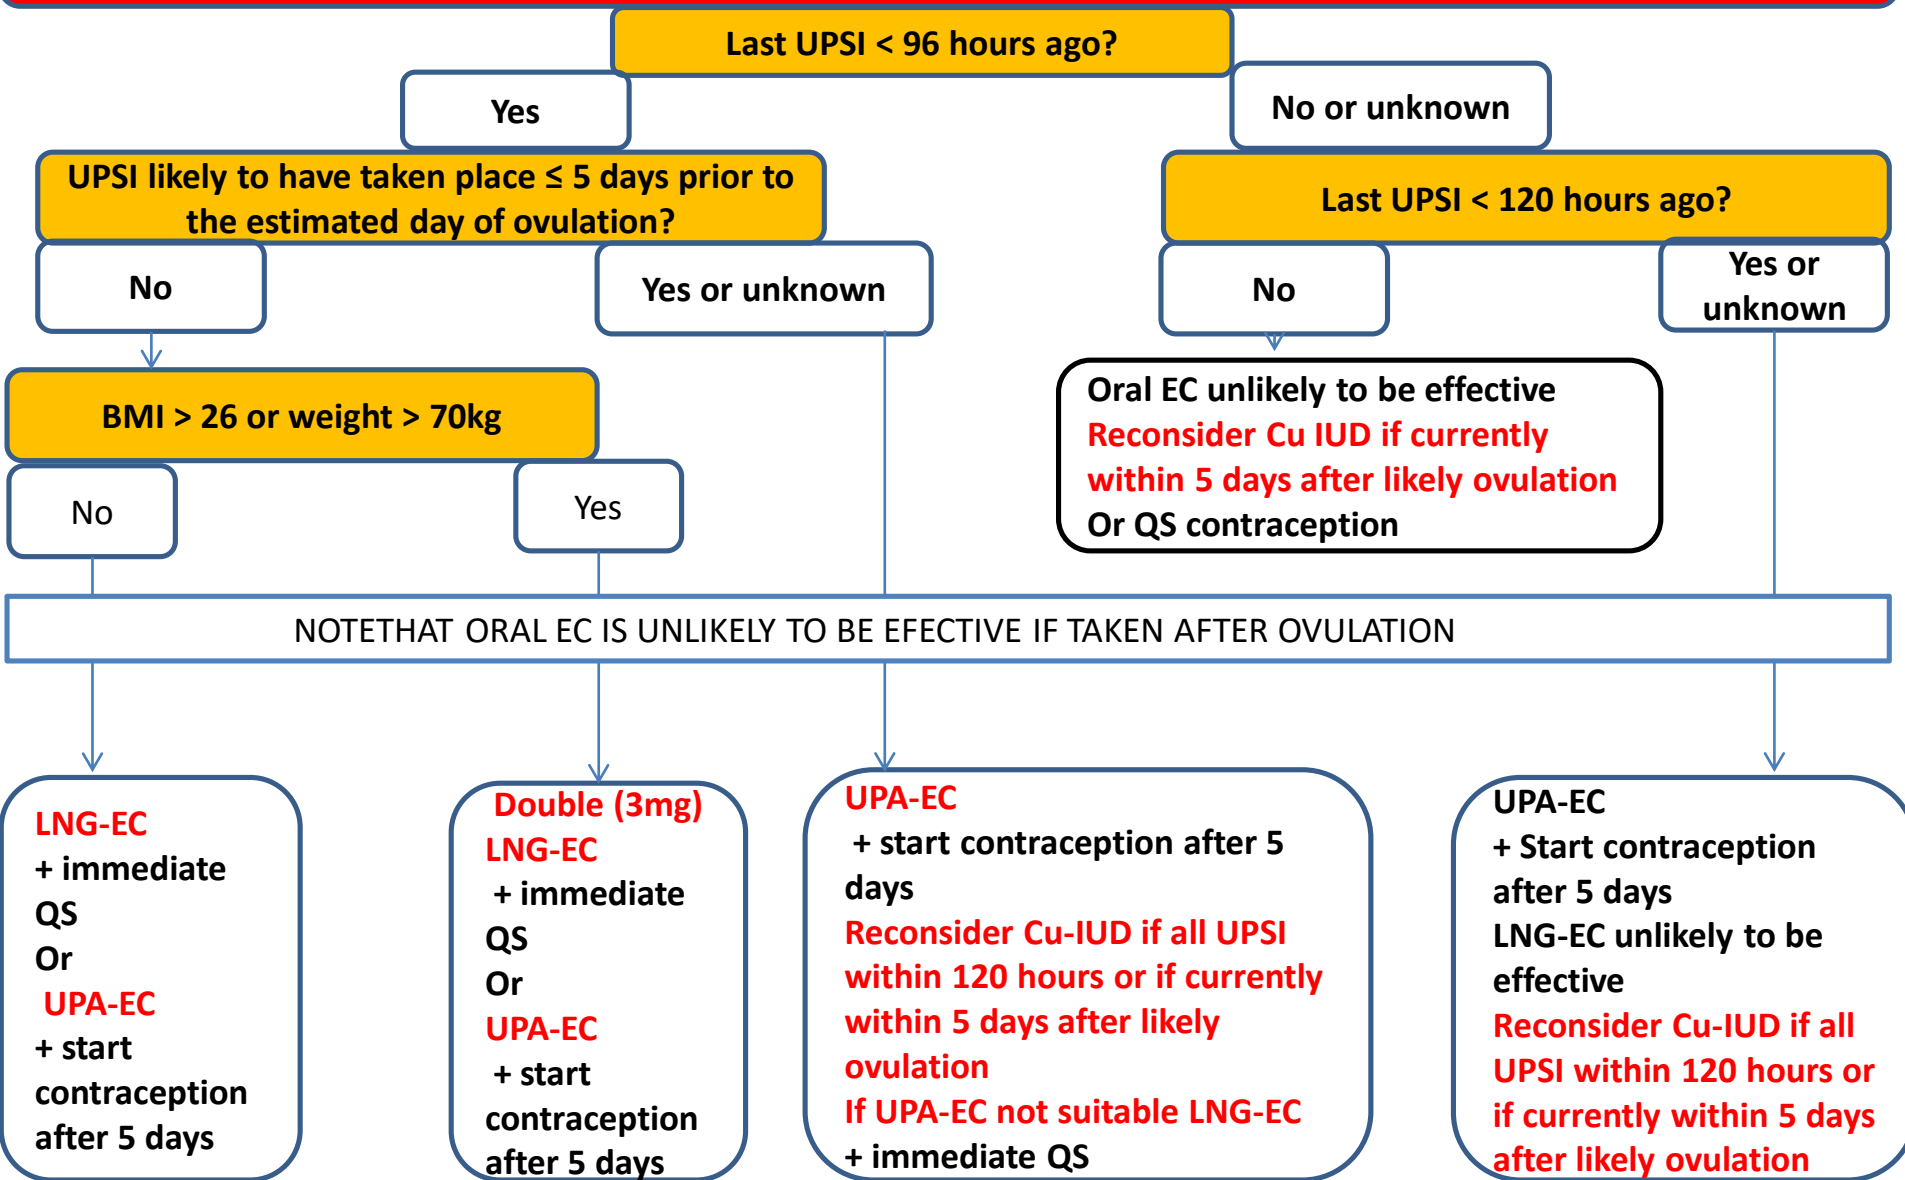 Last UPSI < 96 hours ago?
Yes
No or unknown
UPSI likely to have taken place ≤ 5 days prior to
the estimated day of ovulation?
Last UPSI < 120 hours ago?
No
Yes or unknown
No
Yes or
unknown
BMI > 26 or weight > 70kg
Oral EC unlikely to be effective
Reconsider Cu IUD if currently
within 5 days after likely ovulation
Or QS contraception
No
Yes
NOTETHAT ORAL EC IS UNLIKELY TO BE EFECTIVE IF TAKEN AFTER OVULATION
LNG-EC
+ immediate
QS
Or
UPA-EC
+ start
contraception
after 5 days
Double (3mg)
LNG-EC
+ immediate
QS
Or
UPA-EC
+ start
contraception
after 5 days
UPA-EC
+ start contraception after 5
days
Reconsider Cu-IUD if all UPSI
within 120 hours or if currently
within 5 days after likely
ovulation
If UPA-EC not suitable LNG-EC
+ immediate QS
UPA-EC
+ Start contraception
after 5 days
LNG-EC unlikely to be
effective
Reconsider Cu-IUD if all
UPSI within 120 hours or
if currently within 5 days
after likely ovulation